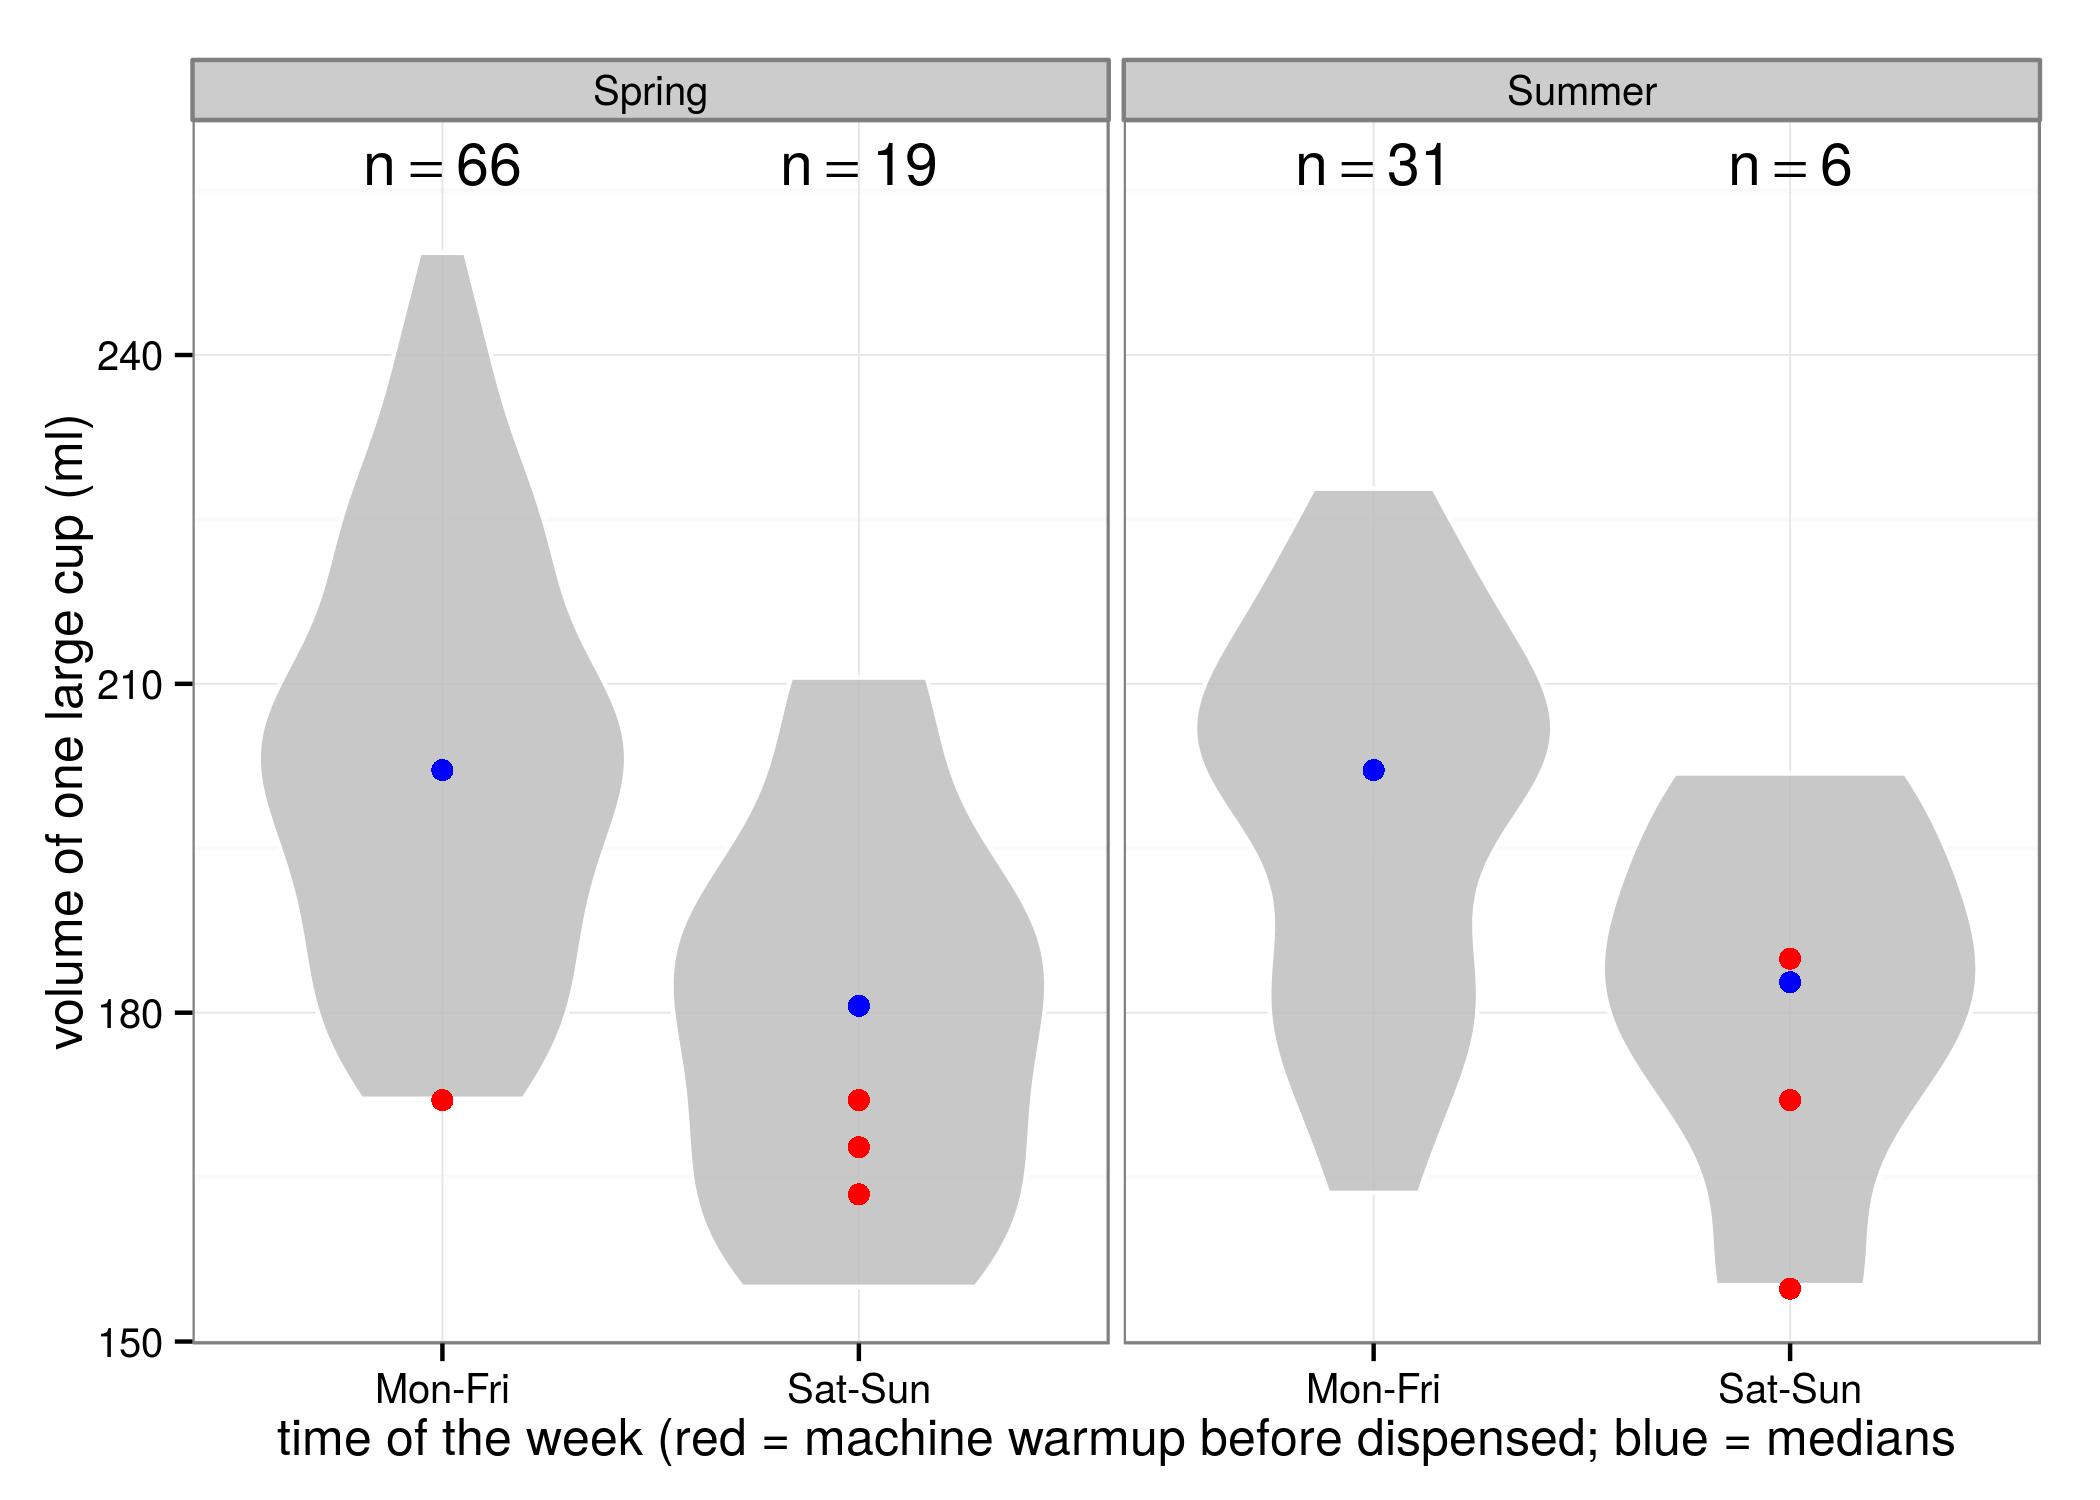 Spring
Summer
n = 66
n = 19
n = 31
n = 6
volume of one large cup (ml)
240
210
180
150
Mon-Fri
Sat-Sun
Mon-Fri
Sat-Sun
time of the week (red = machine warmup before dispensed; blue = medians